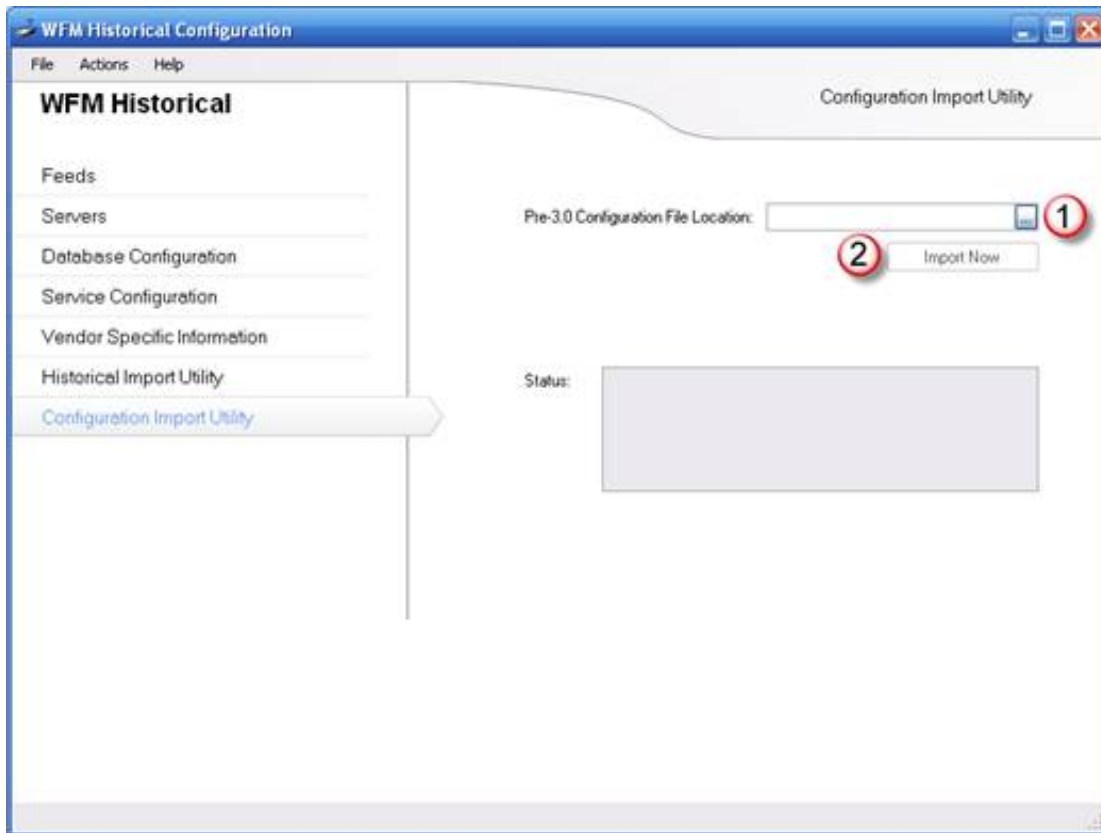 WFM Historical Configuration
File Actions Help
WFM Historical
Configuration Import Utility
Feeds
Servers
Database Configuration
Service Configuration
Vendor Specific Information
Historical Import Utility
Configuration Import Utility
Pre-3.0 Configuration File Location: ... 1
2 Import Now
Status: